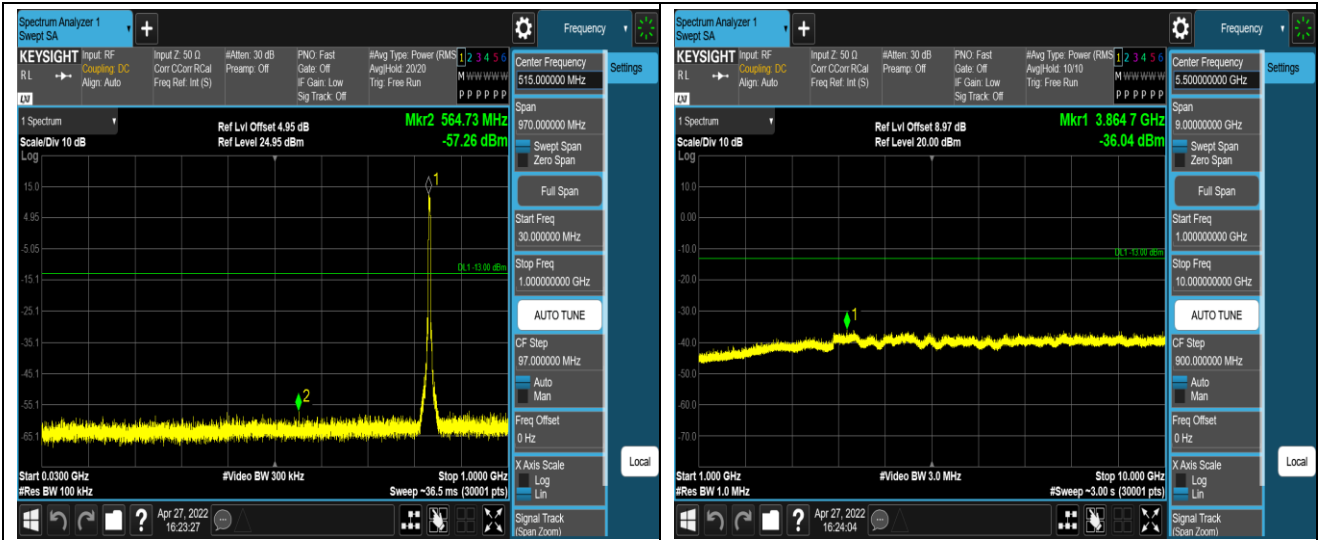 Spectrum Analyzer 1
Swept SA
+
Frequency
KEYSIGHT
RL
LXI
Input: RF
Coupling: DC
Align: Auto
Input Z: 50 Ω
Corr CCorr RCal
Freq Ref: Int (S)
#Atten: 30 dB
Preamp: Off
PNO: Fast
Gate: Off
IF Gain: Low
Sig Track: Off
#Avg Type: Power (RMS
Avg|Hold: 20/20
Trig: Free Run
1 2 3 4 5 6
M W W W W W
P P P P P P
Center Frequency
515.000000 MHz
Settings
Span
970.000000 MHz
Swept Span
Zero Span
Full Span
Start Freq
30.000000 MHz
Stop Freq
1.000000000 GHz
AUTO TUNE
CF Step
97.000000 MHz
Auto
Man
Freq Offset
0 Hz
X Axis Scale
Log
Lin
Signal Track
(Span Zoom)
Local
1 Spectrum
Scale/Div 10 dB
Log
Ref Lvl Offset 4.95 dB
Ref Level 24.95 dBm
Mkr2 564.73 MHz
-57.26 dBm
1
15.0
4.95
-5.05
DL1 -13.00 dBm
-15.1
-25.1
-35.1
-45.1
2
-55.1
-65.1
Start 0.0300 GHz
#Res BW 100 kHz
#Video BW 300 kHz
Stop 1.0000 GHz
Sweep ~36.5 ms (30001 pts)
?
Apr 27, 2022
16:23:27
Spectrum Analyzer 1
Swept SA
+
Frequency
KEYSIGHT
RL
LXI
Input: RF
Coupling: DC
Align: Auto
Input Z: 50 Ω
Corr CCorr RCal
Freq Ref: Int (S)
#Atten: 30 dB
Preamp: Off
PNO: Fast
Gate: Off
IF Gain: Low
Sig Track: Off
#Avg Type: Power (RMS
Avg|Hold: 10/10
Trig: Free Run
1 2 3 4 5 6
M W W W W W
P P P P P P
Center Frequency
5.500000000 GHz
Settings
Span
9.00000000 GHz
Swept Span
Zero Span
Full Span
Start Freq
1.000000000 GHz
Stop Freq
10.000000000 GHz
AUTO TUNE
CF Step
900.000000 MHz
Auto
Man
Freq Offset
0 Hz
X Axis Scale
Log
Lin
Signal Track
(Span Zoom)
Local
1 Spectrum
Scale/Div 10 dB
Log
Ref Lvl Offset 8.97 dB
Ref Level 20.00 dBm
Mkr1 3.864 7 GHz
-36.04 dBm
10.0
0.00
-10.0
DL1 -13.00 dBm
-20.0
-30.0
1
-40.0
-50.0
-60.0
-70.0
Start 1.000 GHz
#Res BW 1.0 MHz
#Video BW 3.0 MHz
Stop 10.000 GHz
#Sweep ~3.00 s (30001 pts)
?
Apr 27, 2022
16:24:04